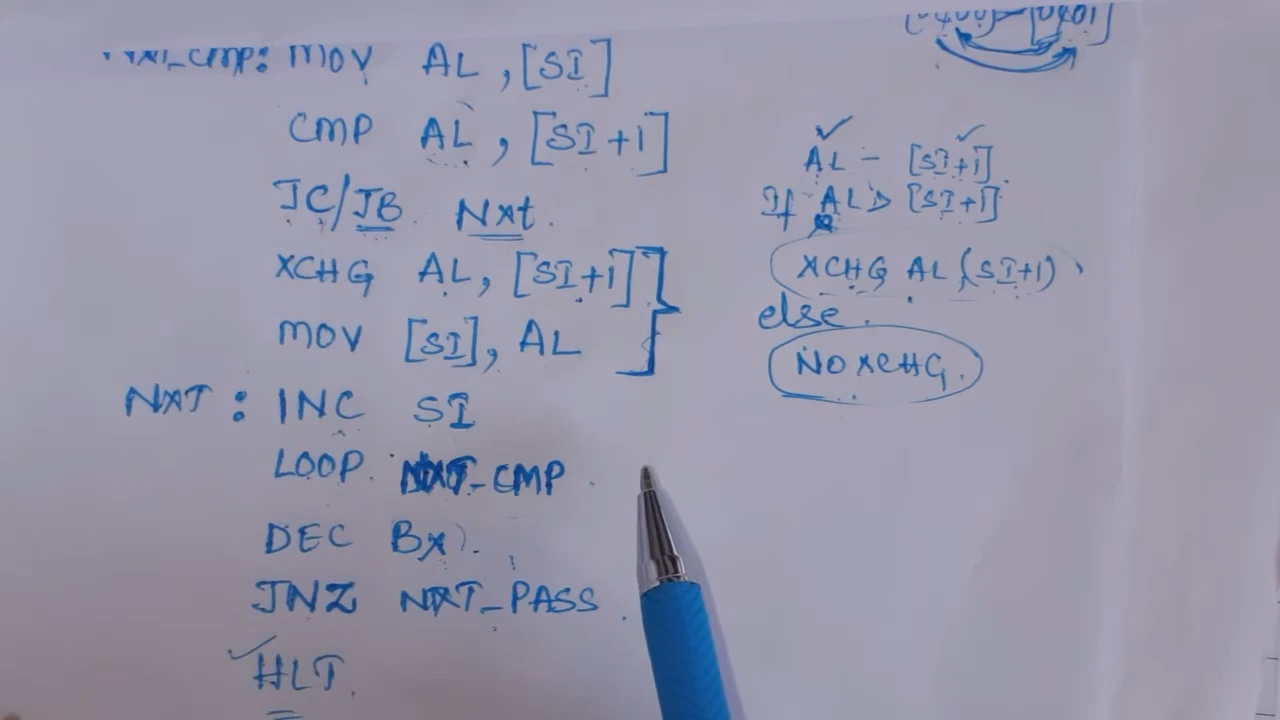 MOV AL ,[SI]
CMP AL , [SI+1]
JC/JB Nxt.
XCHG AL, [SI+1]
MOV [SI], AL
NXT : INC SI
LOOP NXT_CMP
DEC BX
JNZ NXT_PASS
HLT.
AL - [SI+1]
If AL> [SI+1]
XCHG AL,(SI+1)
else.
NO XCHG.